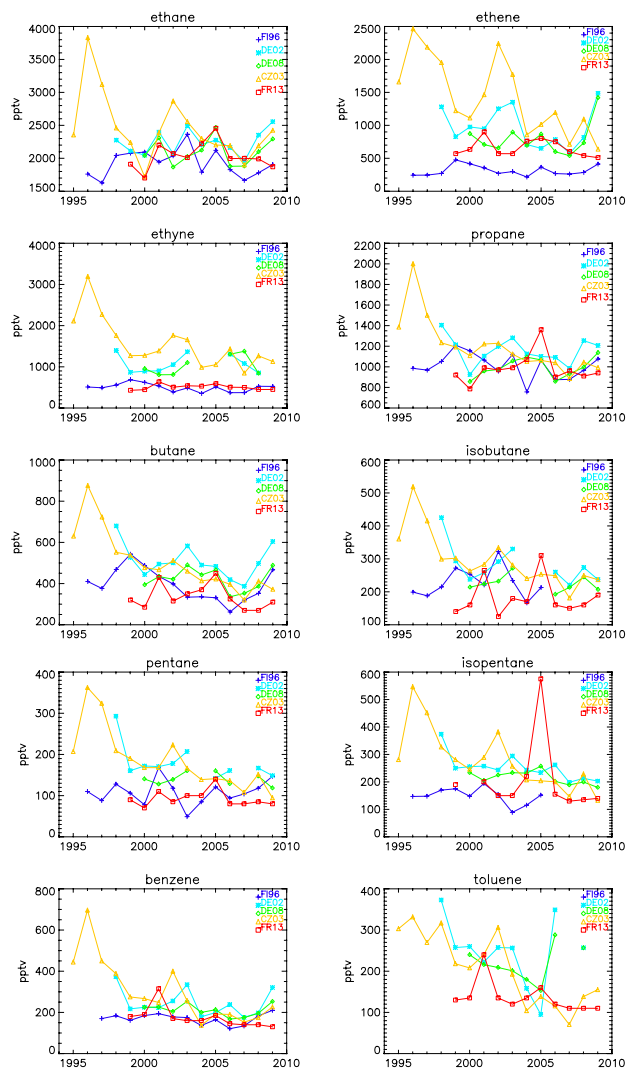 ethane
4000
3500
3000
2500
2000
1500
pptv
1995 2000 2005 2010
FI96
DE02
DE08
CZ03
FR13
ethene
2500
2000
1500
1000
500
0
pptv
1995 2000 2005 2010
FI96
DE02
DE08
CZ03
FR13
ethyne
4000
3000
2000
1000
0
pptv
1995 2000 2005 2010
FI96
DE02
DE08
CZ03
FR13
propane
2200
2000
1800
1600
1400
1200
1000
800
600
pptv
1995 2000 2005 2010
FI96
DE02
DE08
CZ03
FR13
butane
1000
800
600
400
200
pptv
1995 2000 2005 2010
FI96
DE02
DE08
CZ03
FR13
isobutane
600
500
400
300
200
100
pptv
1995 2000 2005 2010
FI96
DE02
DE08
CZ03
FR13
pentane
400
300
200
100
0
pptv
1995 2000 2005 2010
FI96
DE02
DE08
CZ03
FR13
isopentane
600
500
400
300
200
100
0
pptv
1995 2000 2005 2010
FI96
DE02
DE08
CZ03
FR13
benzene
800
600
400
200
0
pptv
1995 2000 2005 2010
FI96
DE02
DE08
CZ03
FR13
toluene
400
300
200
100
0
pptv
1995 2000 2005 2010
FI96
DE02
DE08
CZ03
FR13